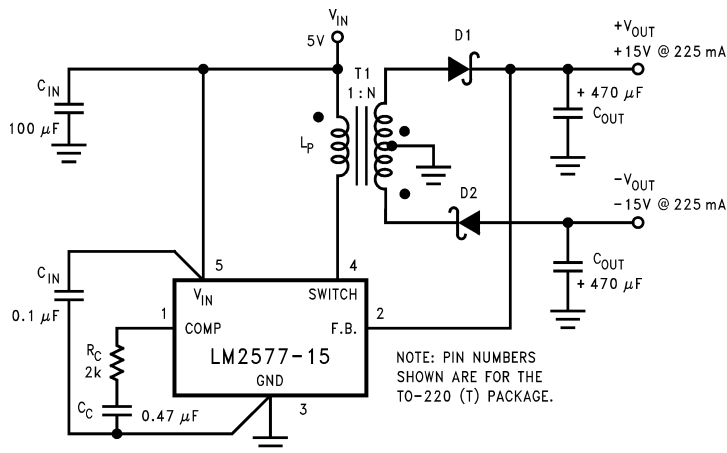 V_IN
5V
D1
+V_OUT
+15V @ 225 mA
T1
1 : N
C_IN
100 μF
L_P
+ 470 μF
C_OUT
D2
-V_OUT
-15V @ 225 mA
C_IN
0.1 μF
5
4
V_IN
SWITCH
C_OUT
+ 470 μF
1
COMP
F.B.
2
R_C
2k
LM2577-15
GND
C_C
0.47 μF
3
NOTE: PIN NUMBERS
SHOWN ARE FOR THE
TO-220 (T) PACKAGE.